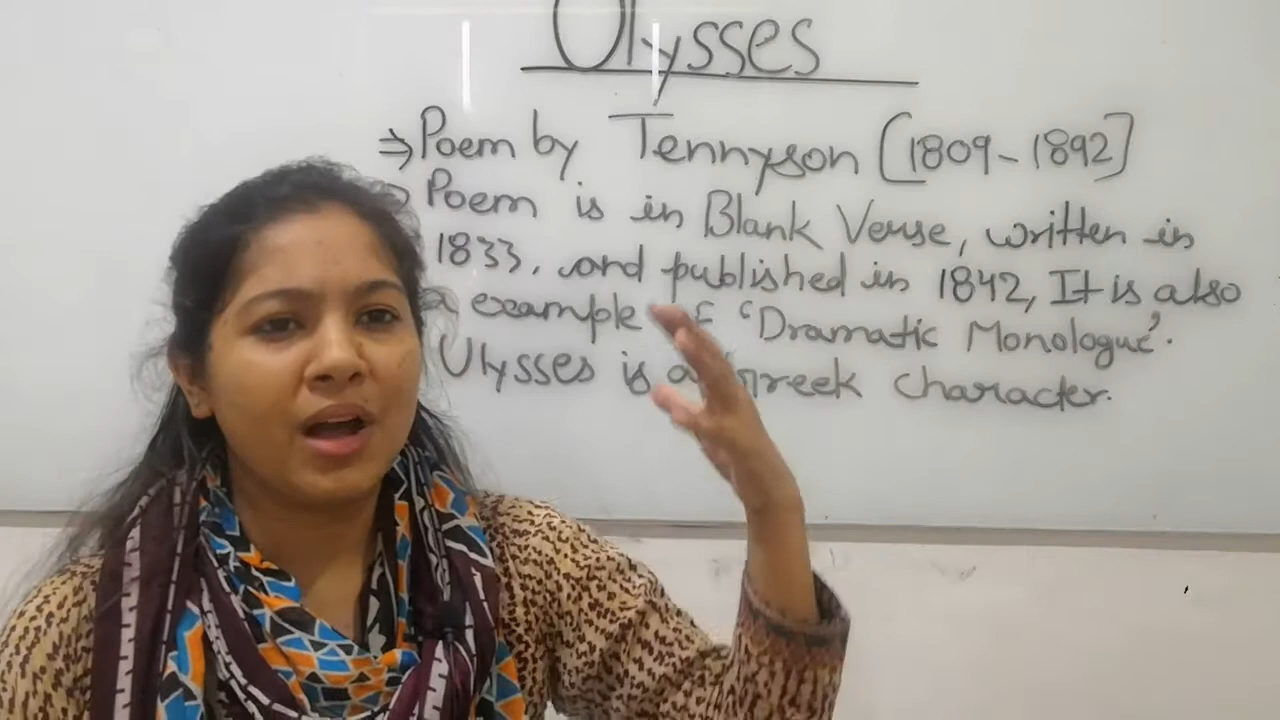 Ulysses
⇒ Poem by Tennyson [1809-1892]
Poem is in Blank Verse, written in
1833. and published in 1842, It is also
a example of 'Dramatic Monologue'.
Ulysses is a Greek character.